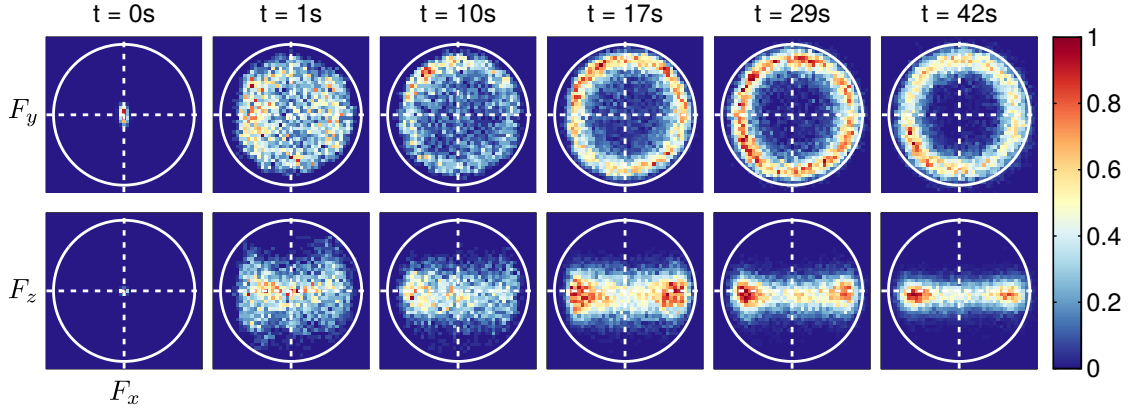 t = 0s t = 1s t = 10s t = 17s t = 29s t = 42s
F_y
F_z
F_x
1
0.8
0.6
0.4
0.2
0